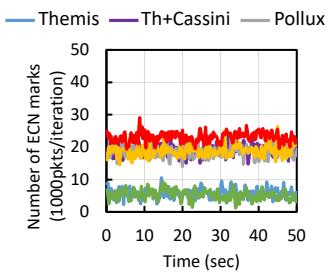 Themis Th+Cassini Pollux
Number of ECN marks
(1000pkts/iteration)
50
40
30
20
10
0
0 10 20 30 40 50
Time (sec)